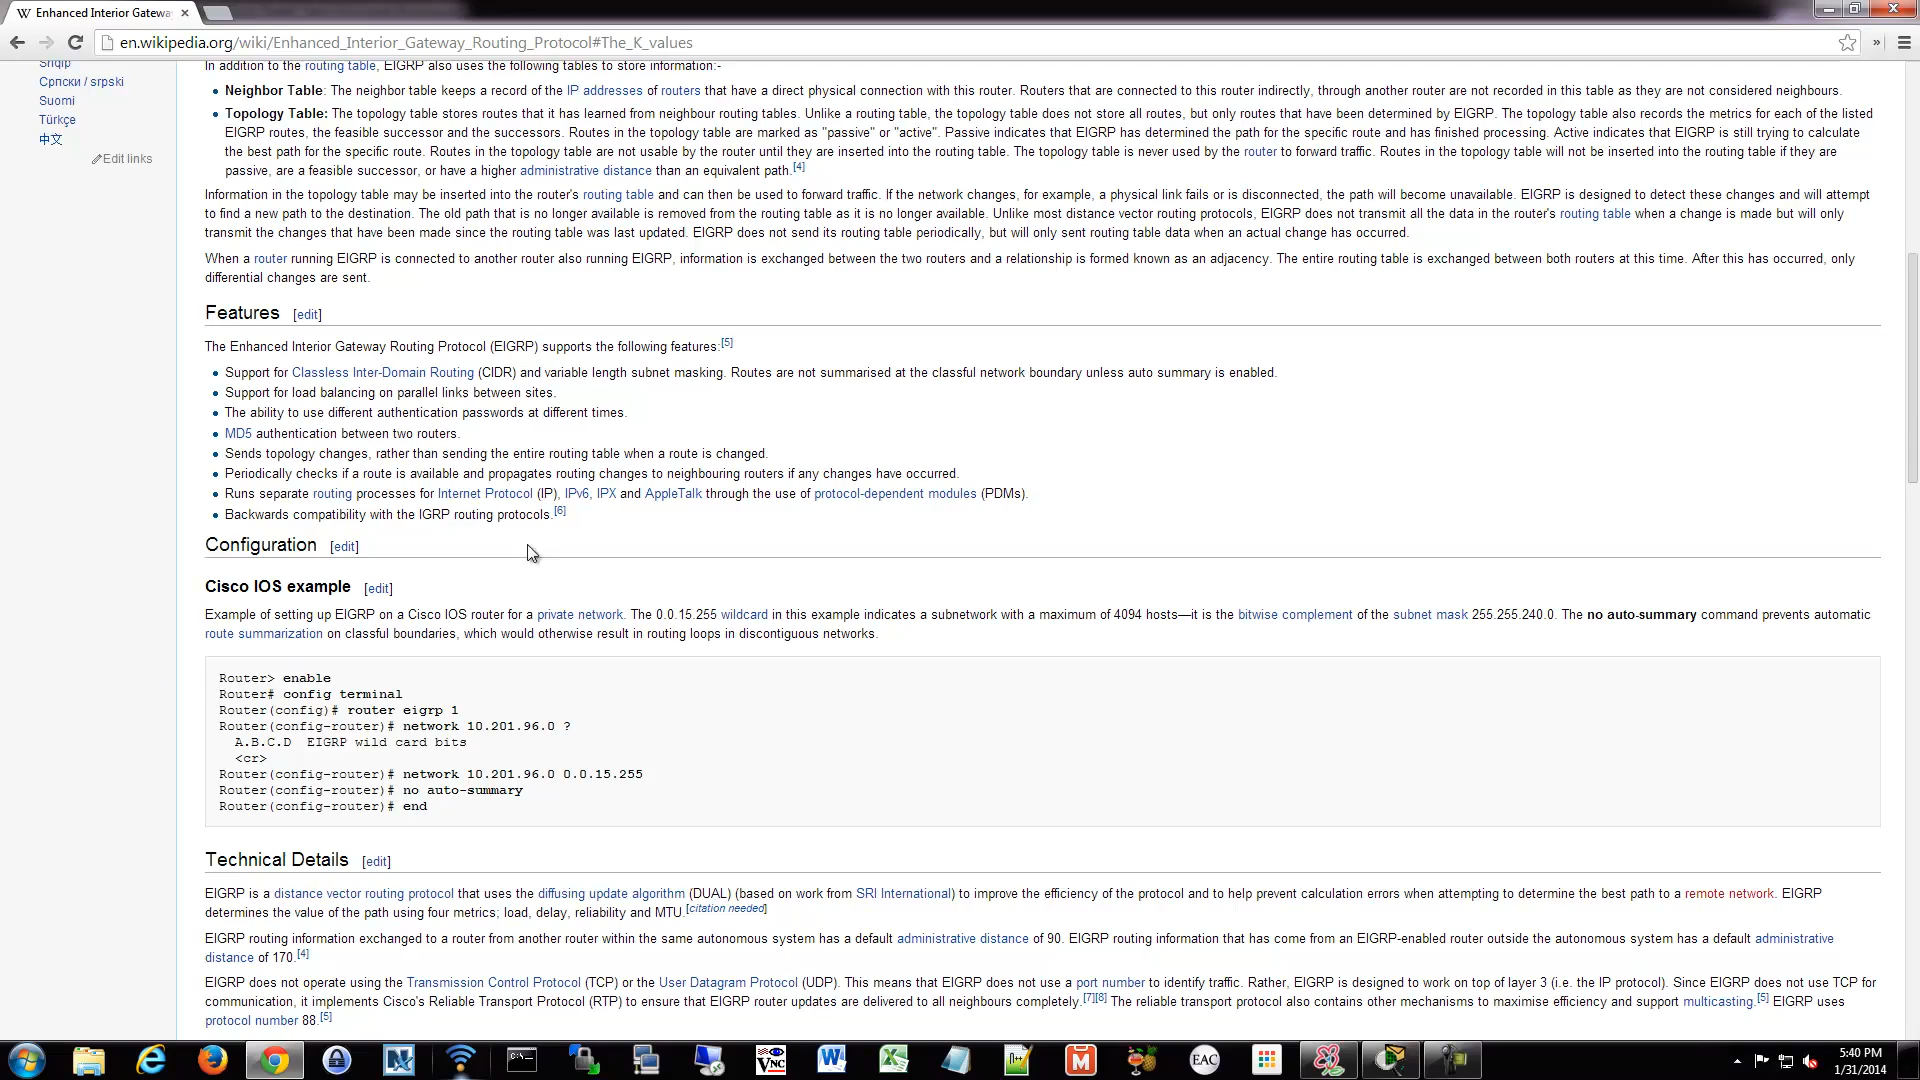 Enhanced Interior Gatewa
en.wikipedia.org/wiki/Enhanced_Interior_Gateway_Routing_Protocol#The_K_values
Shqip
Српски / srpski
Suomi
Türkçe
中文
Edit links
In addition to the routing table, EIGRP also uses the following tables to store information:-
Neighbor Table: The neighbor table keeps a record of the IP addresses of routers that have a direct physical connection with this router. Routers that are connected to this router indirectly, through another router are not recorded in this table as they are not considered neighbours.
Topology Table: The topology table stores routes that it has learned from neighbour routing tables. Unlike a routing table, the topology table does not store all routes, but only routes that have been determined by EIGRP. The topology table also records the metrics for each of the listed
EIGRP routes, the feasible successor and the successors. Routes in the topology table are marked as "passive" or "active". Passive indicates that EIGRP has determined the path for the specific route and has finished processing. Active indicates that EIGRP is still trying to calculate
the best path for the specific route. Routes in the topology table are not usable by the router until they are inserted into the routing table. The topology table is never used by the router to forward traffic. Routes in the topology table will not be inserted into the routing table if they are
passive, are a feasible successor, or have a higher administrative distance than an equivalent path.[4]
Information in the topology table may be inserted into the router's routing table and can then be used to forward traffic. If the network changes, for example, a physical link fails or is disconnected, the path will become unavailable. EIGRP is designed to detect these changes and will attempt
to find a new path to the destination. The old path that is no longer available is removed from the routing table as it is no longer available. Unlike most distance vector routing protocols, EIGRP does not transmit all the data in the router's routing table when a change is made but will only
transmit the changes that have been made since the routing table was last updated. EIGRP does not send its routing table periodically, but will only sent routing table data when an actual change has occurred.
When a router running EIGRP is connected to another router also running EIGRP, information is exchanged between the two routers and a relationship is formed known as an adjacency. The entire routing table is exchanged between both routers at this time. After this has occurred, only
differential changes are sent.
Features [edit]
The Enhanced Interior Gateway Routing Protocol (EIGRP) supports the following features:[5]
Support for Classless Inter-Domain Routing (CIDR) and variable length subnet masking. Routes are not summarised at the classful network boundary unless auto summary is enabled.
Support for load balancing on parallel links between sites.
The ability to use different authentication passwords at different times.
MD5 authentication between two routers.
Sends topology changes, rather than sending the entire routing table when a route is changed.
Periodically checks if a route is available and propagates routing changes to neighbouring routers if any changes have occurred.
Runs separate routing processes for Internet Protocol (IP), IPv6, IPX and AppleTalk through the use of protocol-dependent modules (PDMs).
Backwards compatibility with the IGRP routing protocols.[6]
Configuration [edit]
Cisco IOS example [edit]
Example of setting up EIGRP on a Cisco IOS router for a private network. The 0.0.15.255 wildcard in this example indicates a subnetwork with a maximum of 4094 hosts—it is the bitwise complement of the subnet mask 255.255.240.0. The no auto-summary command prevents automatic
route summarization on classful boundaries, which would otherwise result in routing loops in discontiguous networks.
Router> enable
Router# config terminal
Router(config)# router eigrp 1
Router(config-router)# network 10.201.96.0 ?
A.B.C.D EIGRP wild card bits
<cr>
Router(config-router)# network 10.201.96.0 0.0.15.255
Router(config-router)# no auto-summary
Router(config-router)# end
Technical Details [edit]
EIGRP is a distance vector routing protocol that uses the diffusing update algorithm (DUAL) (based on work from SRI International) to improve the efficiency of the protocol and to help prevent calculation errors when attempting to determine the best path to a remote network. EIGRP
determines the value of the path using four metrics; load, delay, reliability and MTU.[citation needed]
EIGRP routing information exchanged to a router from another router within the same autonomous system has a default administrative distance of 90. EIGRP routing information that has come from an EIGRP-enabled router outside the autonomous system has a default administrative
distance of 170.[4]
EIGRP does not operate using the Transmission Control Protocol (TCP) or the User Datagram Protocol (UDP). This means that EIGRP does not use a port number to identify traffic. Rather, EIGRP is designed to work on top of layer 3 (i.e. the IP protocol). Since EIGRP does not use TCP for
communication, it implements Cisco's Reliable Transport Protocol (RTP) to ensure that EIGRP router updates are delivered to all neighbours completely.[7][8] The reliable transport protocol also contains other mechanisms to maximise efficiency and support multicasting.[5] EIGRP uses
protocol number 88.[5]
VNC
EAC
5:40 PM
1/31/2014